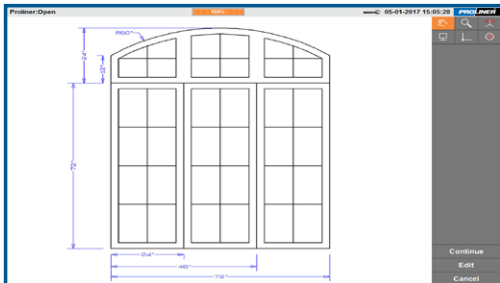 Proliner:Open
100%
05-01-2017 15:05:28
PROLINER
R60"
24"
12"
72"
24"
48"
72"
Continue
Edit
Cancel